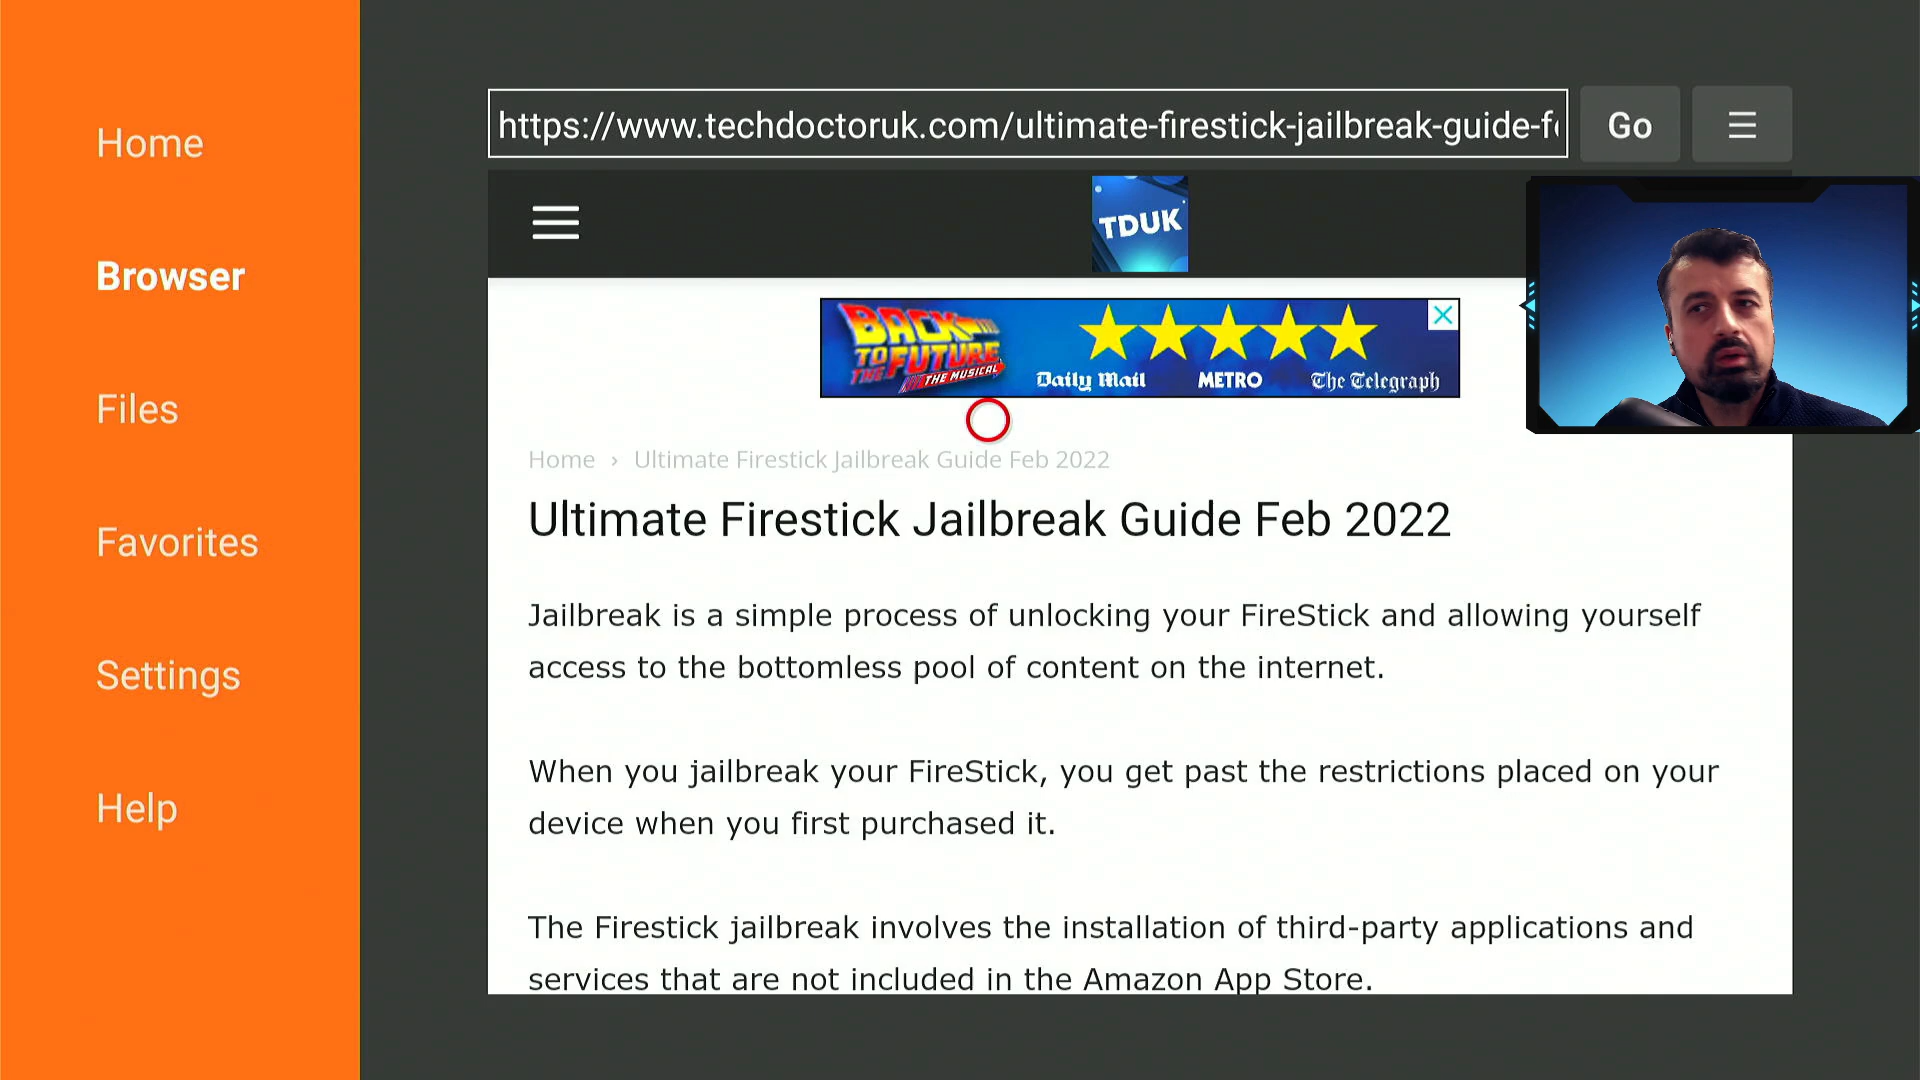 Home
Browser
Files
Favorites
Settings
Help
https://www.techdoctoruk.com/ultimate-firestick-jailbreak-guide-f
Go
TDUK
BACK
TO THE FUTURE
THE MUSICAL
Daily Mail METRO The Telegraph
Home › Ultimate Firestick Jailbreak Guide Feb 2022
Ultimate Firestick Jailbreak Guide Feb 2022
Jailbreak is a simple process of unlocking your FireStick and allowing yourself
access to the bottomless pool of content on the internet.
When you jailbreak your FireStick, you get past the restrictions placed on your
device when you first purchased it.
The Firestick jailbreak involves the installation of third-party applications and
services that are not included in the Amazon App Store.